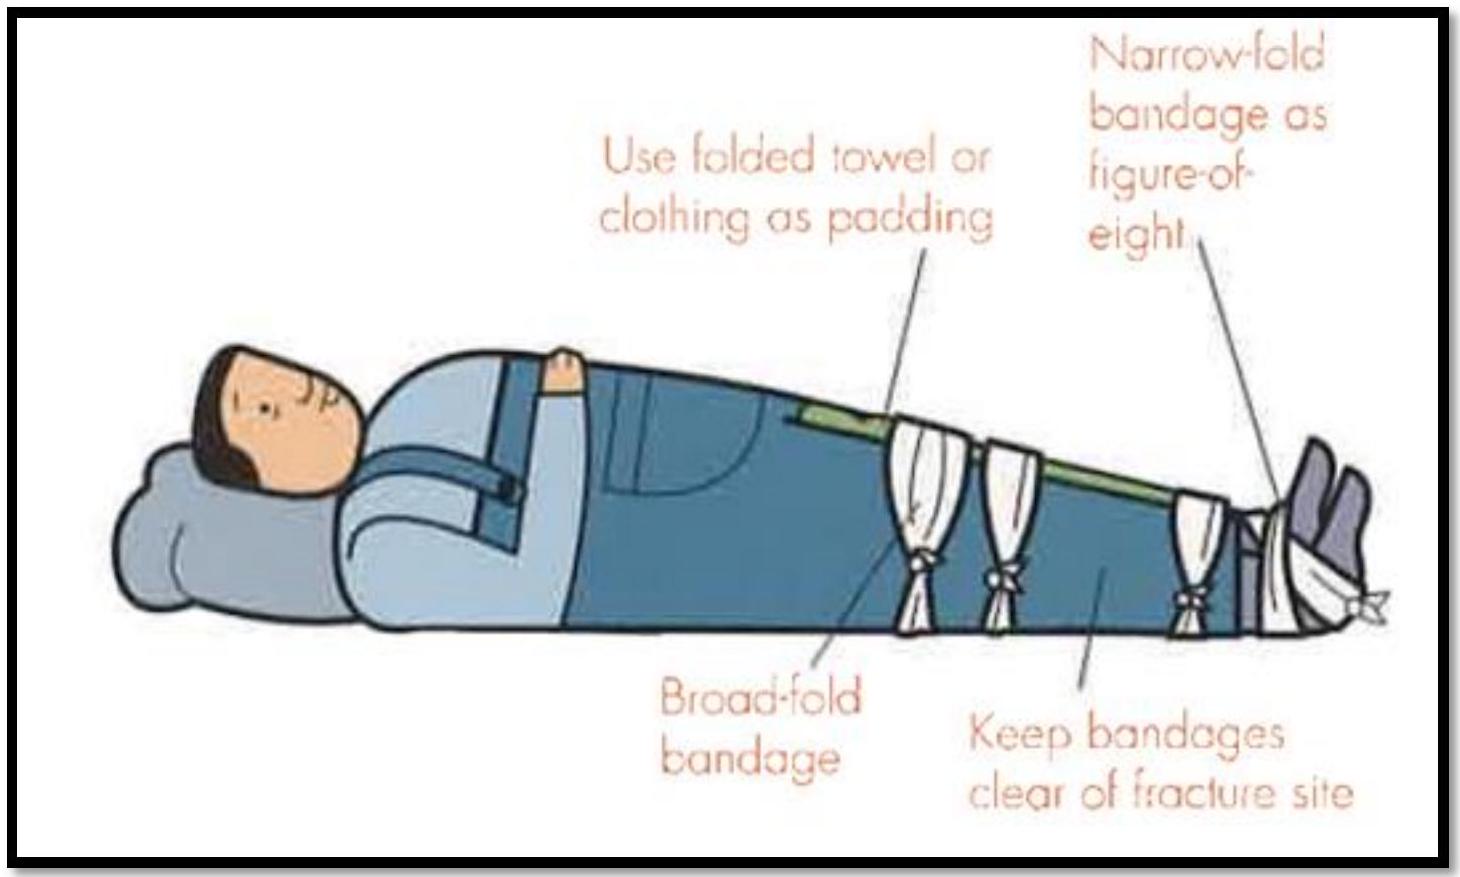 Narrow-fold
bandage as
figure-of-
eight
Use folded towel or
clothing as padding
Broad-fold
bandage
Keep bandages
clear of fracture site